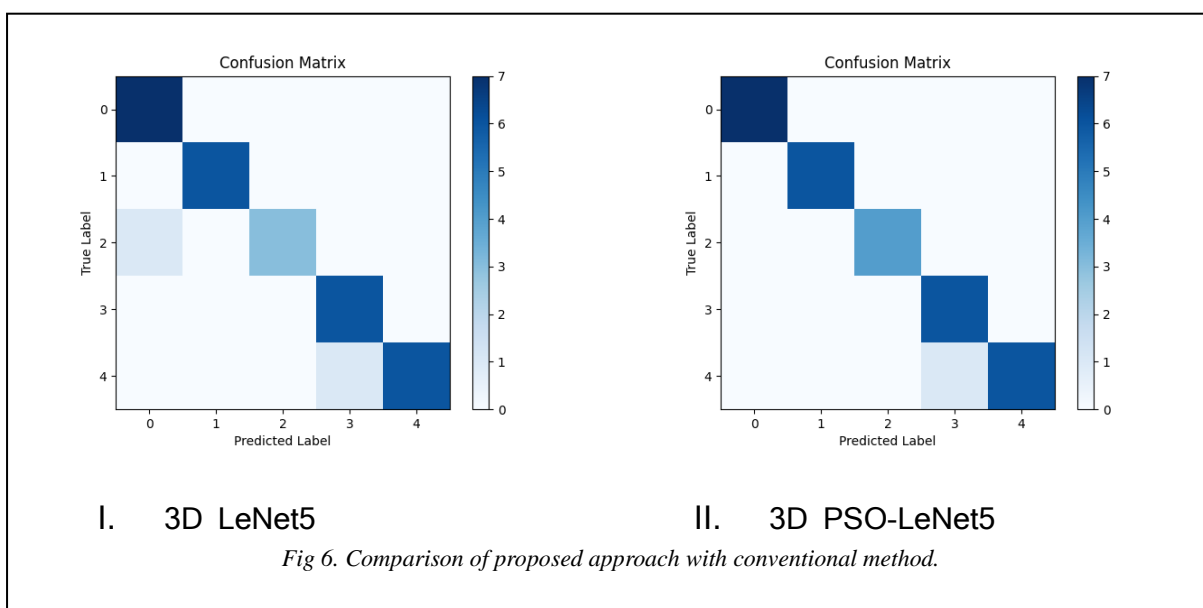 Confusion Matrix
0
1
2
3
4
True Label
0 1 2 3 4
Predicted Label
7
6
5
4
3
2
1
0
Confusion Matrix
0
1
2
3
4
True Label
0 1 2 3 4
Predicted Label
7
6
5
4
3
2
1
0
I. 3D LeNet5
II. 3D PSO-LeNet5
Fig 6. Comparison of proposed approach with conventional method.